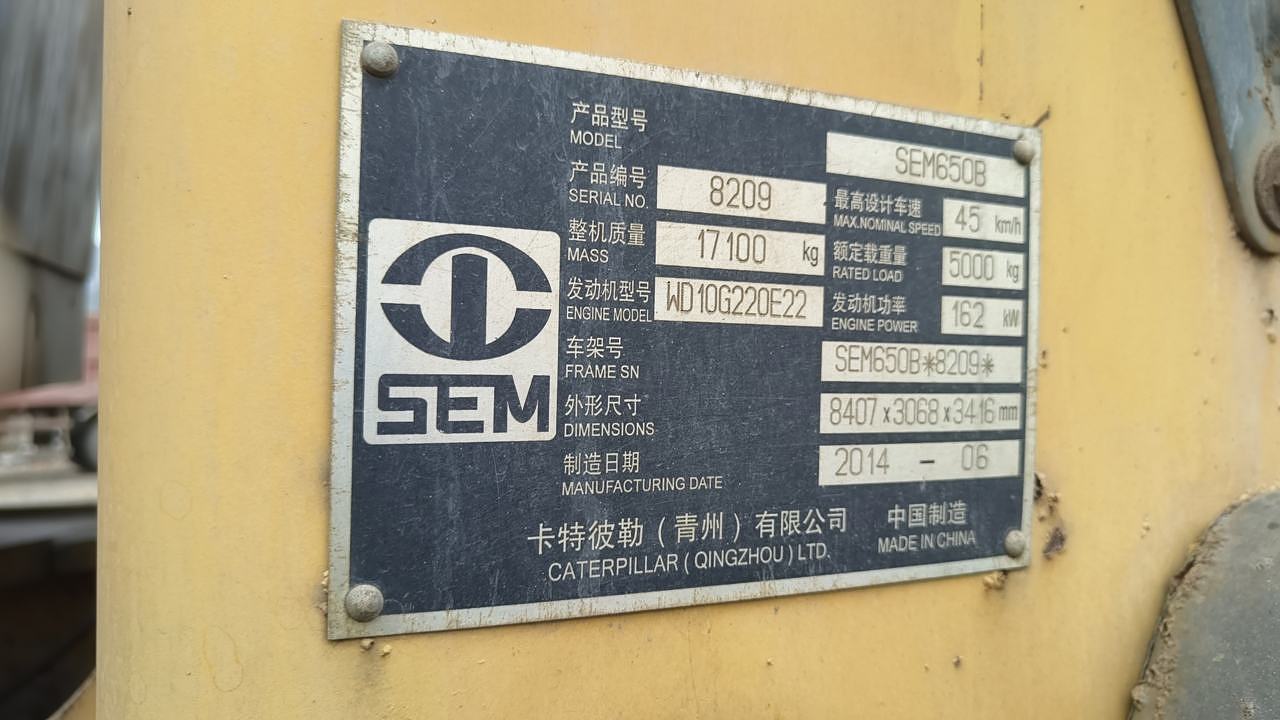 产品型号
MODEL
SEM650B
产品编号
SERIAL NO.
8209
最高设计车速
MAX.NOMINAL SPEED
45 km/h
整机质量
MASS
17100 kg
额定载重量
RATED LOAD
5000 kg
发动机型号
ENGINE MODEL
WD10G220E22
发动机功率
ENGINE POWER
162 kW
车架号
FRAME SN
SEM650B*8209*
外形尺寸
DIMENSIONS
8407 x 3068 x 3416 mm
制造日期
MANUFACTURING DATE
2014 - 06
SEM
卡特彼勒（青州）有限公司
CATERPILLAR ( QINGZHOU ) LTD.
中国制造
MADE IN CHINA